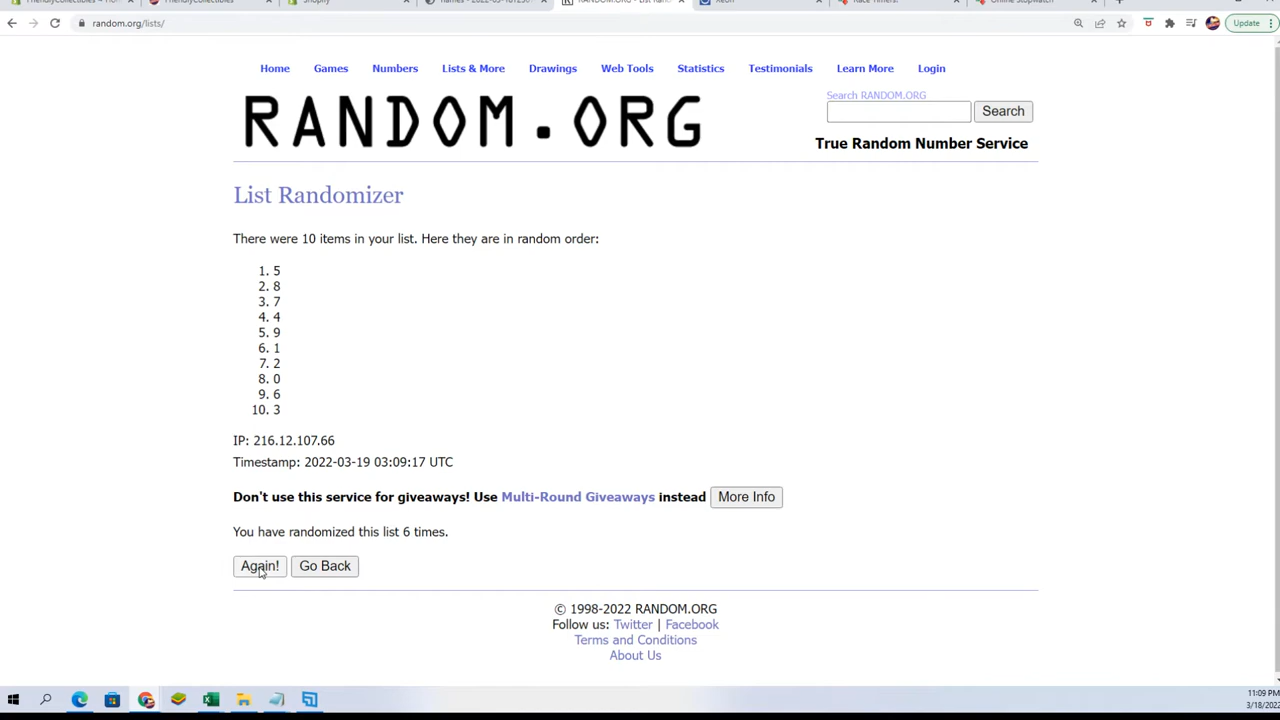 Shopify
random.org/lists/
Update
Home Games Numbers Lists & More Drawings Web Tools Statistics Testimonials Learn More Login
RANDOM.ORG
Search RANDOM.ORG
Search
True Random Number Service
List Randomizer
There were 10 items in your list. Here they are in random order:
1. 5
2. 8
3. 7
4. 4
5. 9
6. 1
7. 2
8. 0
9. 6
10. 3
IP: 216.12.107.66
Timestamp: 2022-03-19 03:09:17 UTC
Don't use this service for giveaways! Use Multi-Round Giveaways instead More Info
You have randomized this list 6 times.
Again! Go Back
© 1998-2022 RANDOM.ORG
Follow us: Twitter | Facebook
Terms and Conditions
About Us
11:09 PM